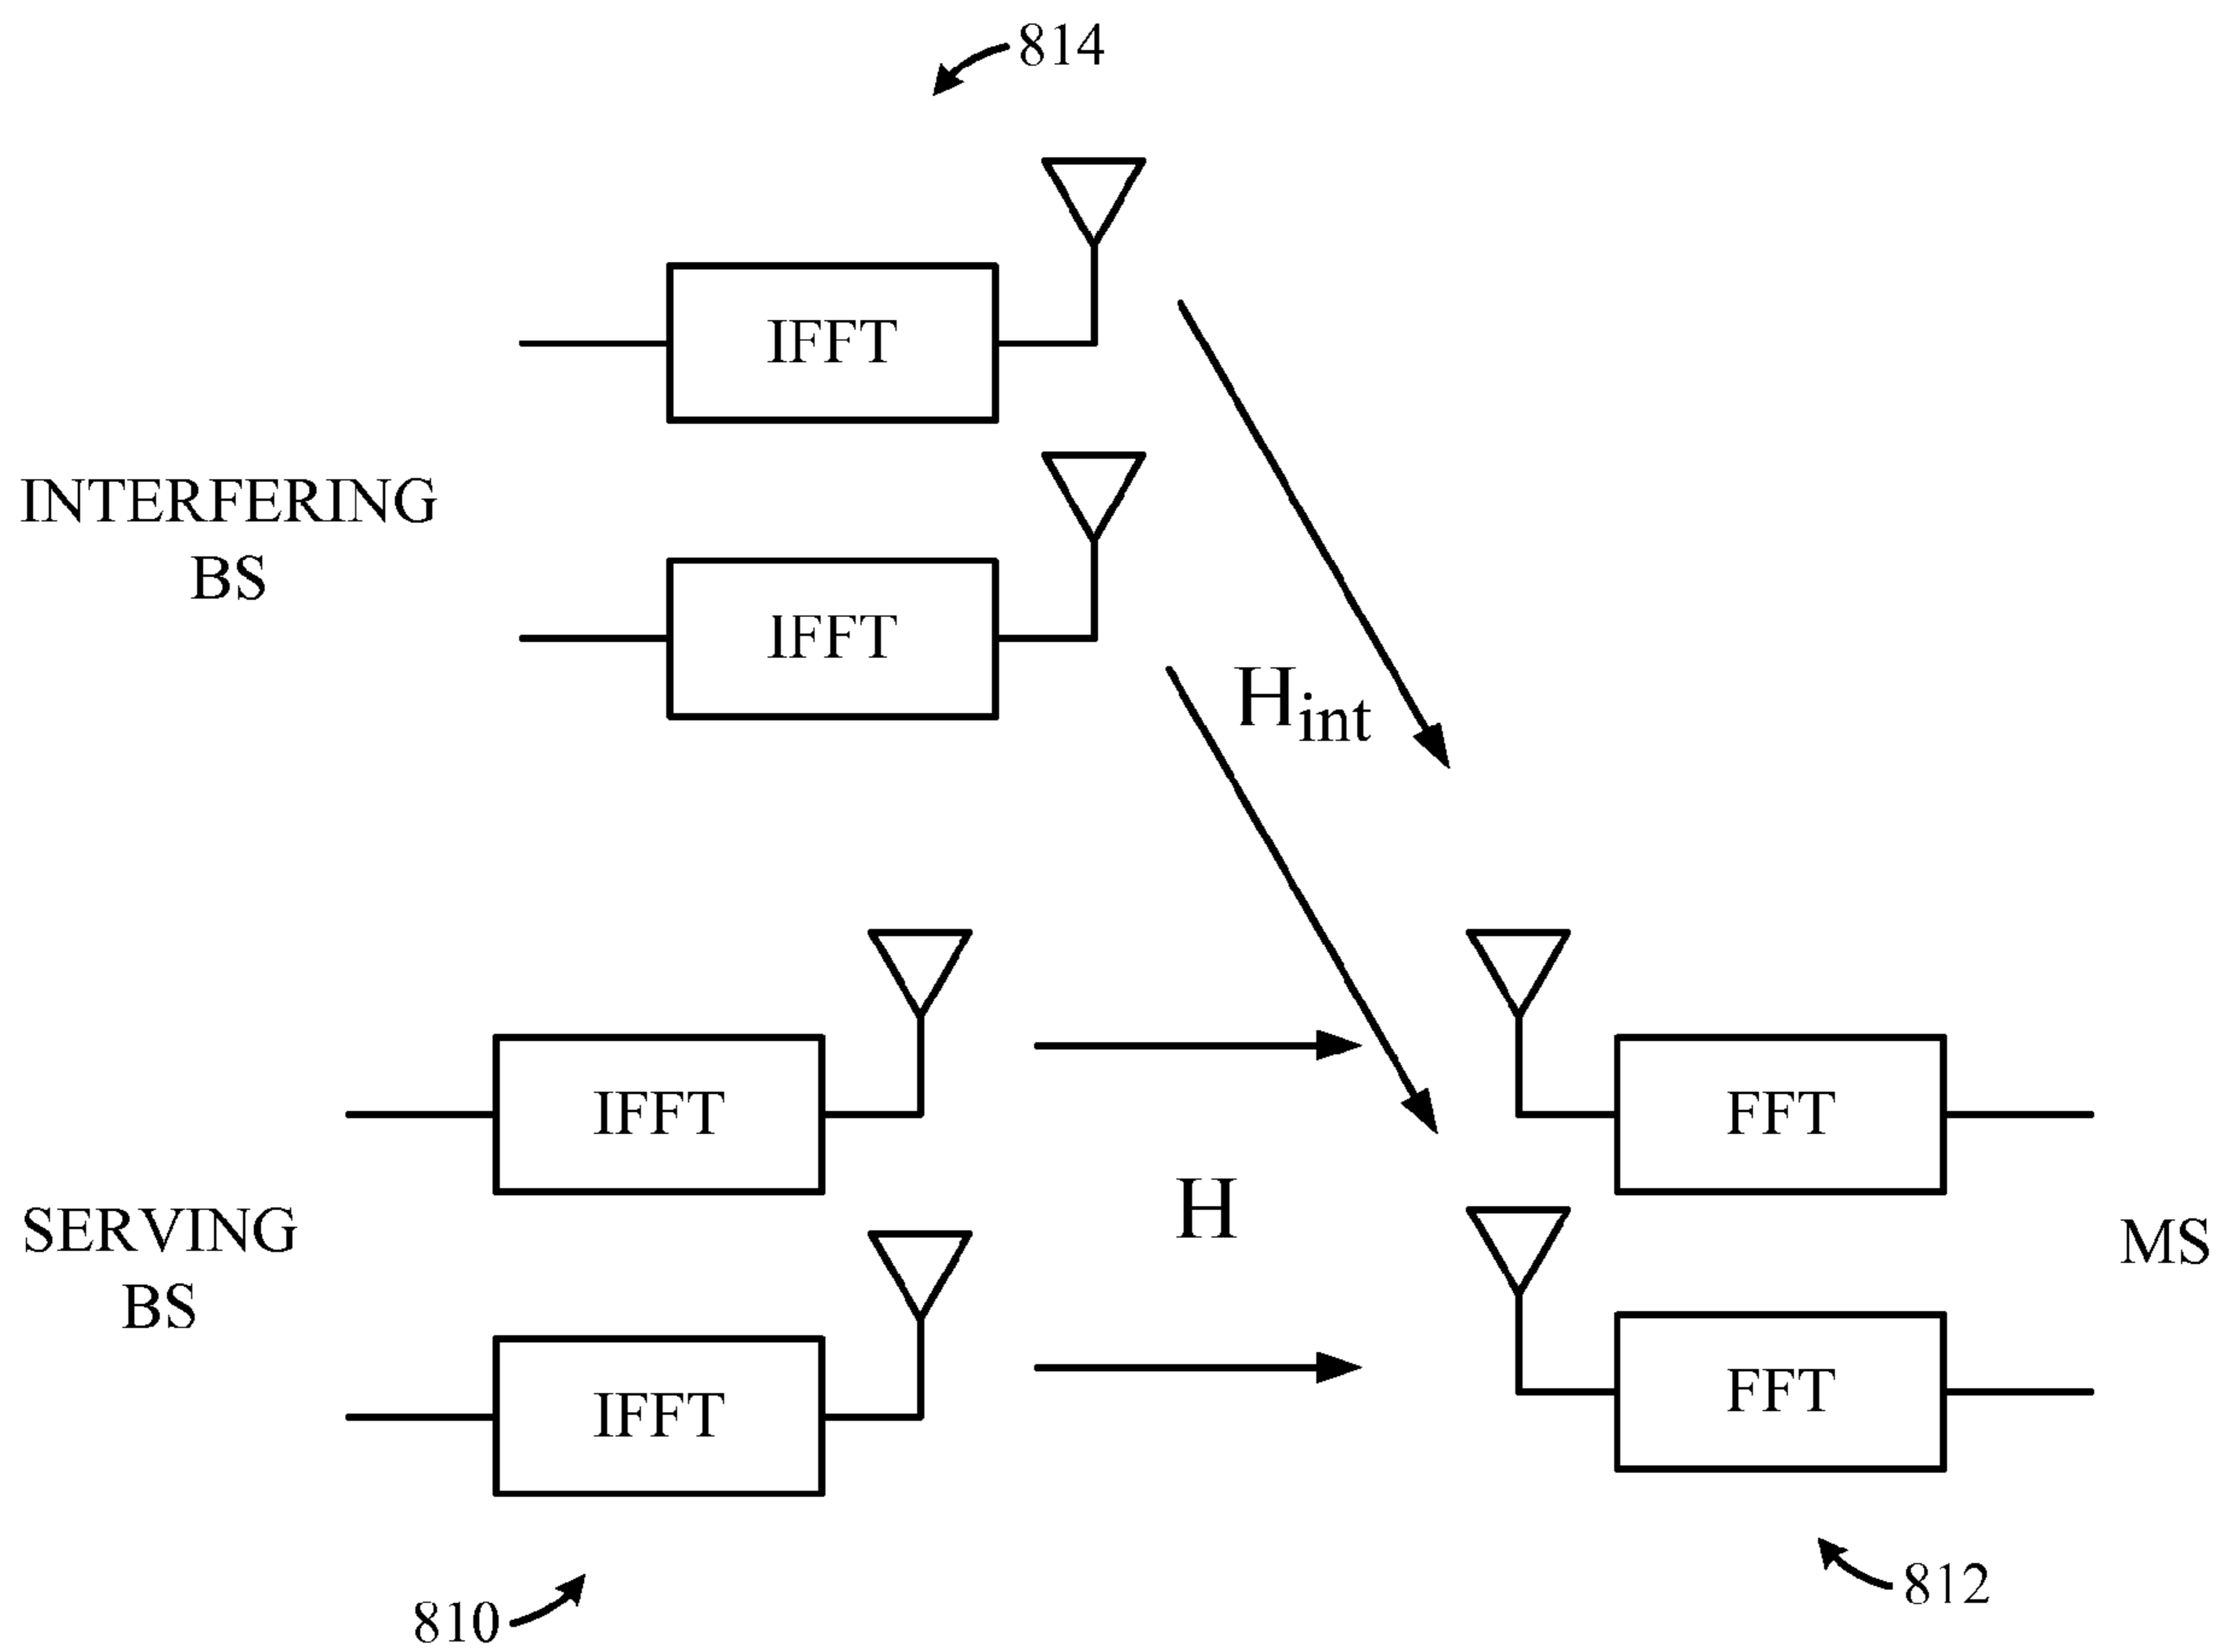 814
IFFT
INTERFERING
BS
IFFT
Hint
IFFT
FFT
H
SERVING
BS
MS
IFFT
FFT
810
812